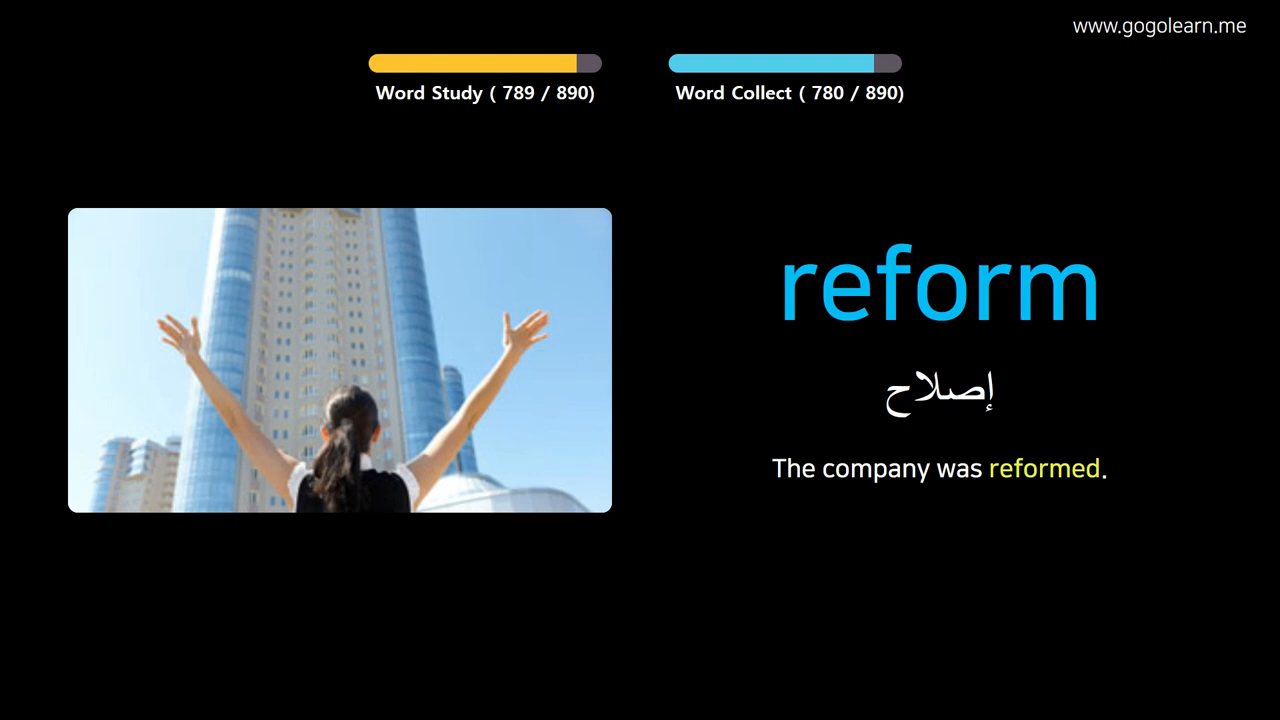 www.gogolearn.me
Word Study ( 789 / 890)
Word Collect ( 780 / 890)
reform
إصلاح
The company was reformed.